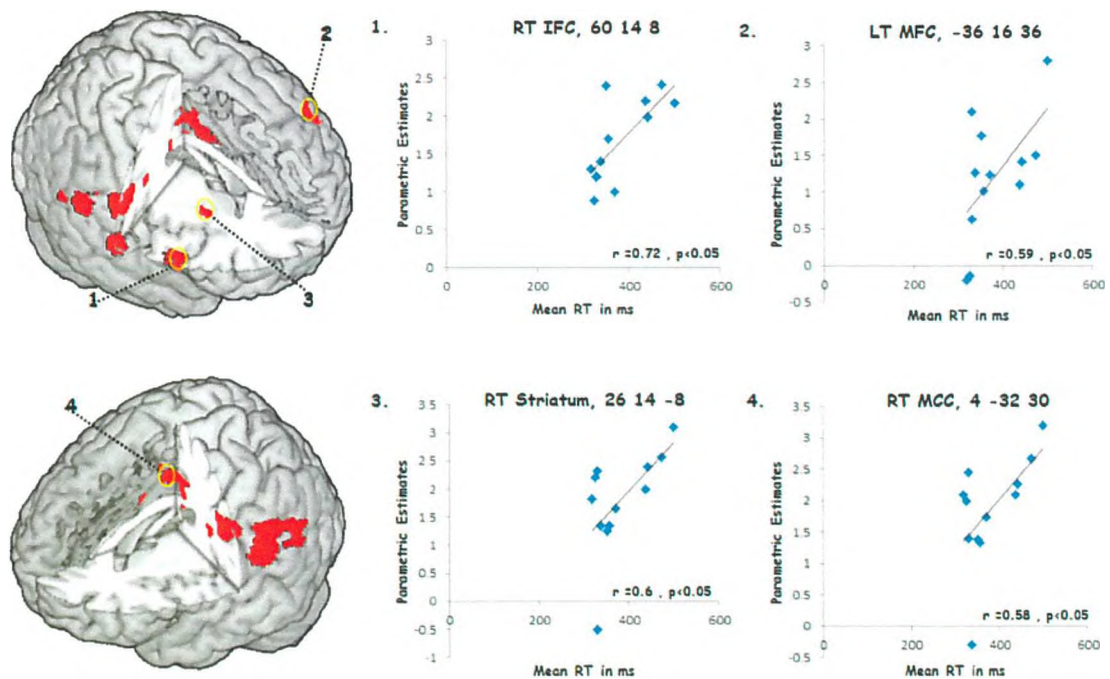 2
1
3
4
1. RT IFC, 60 14 8
Parametric Estimates
3
2.5
2
1.5
1
0.5
0
0 200 400 600
Mean RT in ms
r =0.72 , p<0.05
2. LT MFC, -36 16 36
Parametric Estimates
3
2.5
2
1.5
1
0.5
0
-0.5
0 200 400 600
Mean RT in ms
r =0.59 , p<0.05
3. RT Striatum, 26 14 -8
Parametric Estimates
3.5
3
2.5
2
1.5
1
0.5
0
-0.5
-1
0 200 400 600
Mean RT in ms
r =0.6 , p<0.05
4. RT MCC, 4 -32 30
Parametric Estimates
3.5
3
2.5
2
1.5
1
0.5
0
-0.5
0 200 400 600
Mean RT in ms
r =0.58 , p<0.05